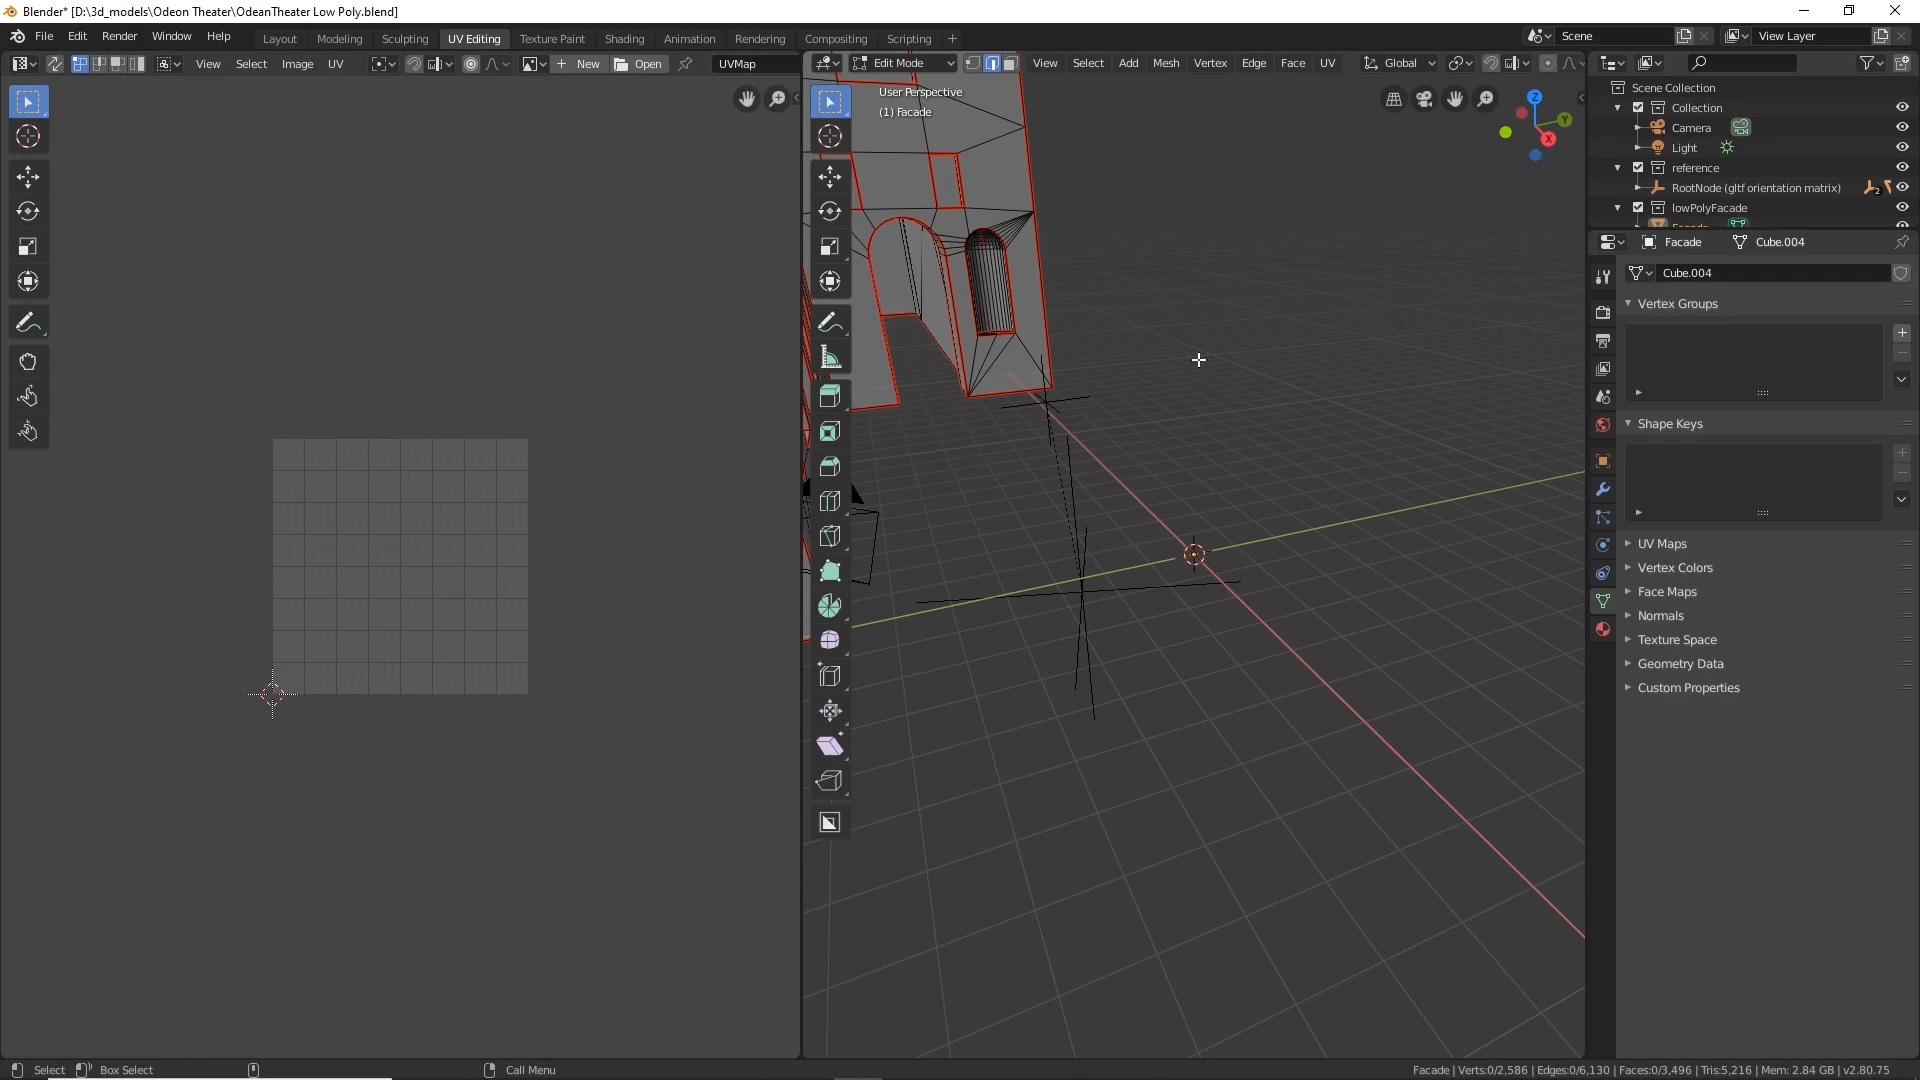 Blender* [D:\3d_models\Odeon Theater\OdeanTheater Low Poly.blend]
File Edit Render Window Help Layout Modeling Sculpting UV Editing Texture Paint Shading Animation Rendering Compositing Scripting Scene View Layer
View Select Image UV New Open UVMap Edit Mode View Select Add Mesh Vertex Edge Face UV Global
User Perspective
(1) Facade
Z
Y
X
Scene Collection
Collection
Camera
Light
reference
RootNode (gltf orientation matrix) 2
lowPolyFacade
Facade Cube.004
Cube.004
Vertex Groups
Shape Keys
UV Maps
Vertex Colors
Face Maps
Normals
Texture Space
Geometry Data
Custom Properties
Select Box Select Call Menu Facade | Verts:0/2,586 | Edges:0/6,130 | Faces:0/3,496 | Tris:5,216 | Mem: 2.84 GB | v2.80.75